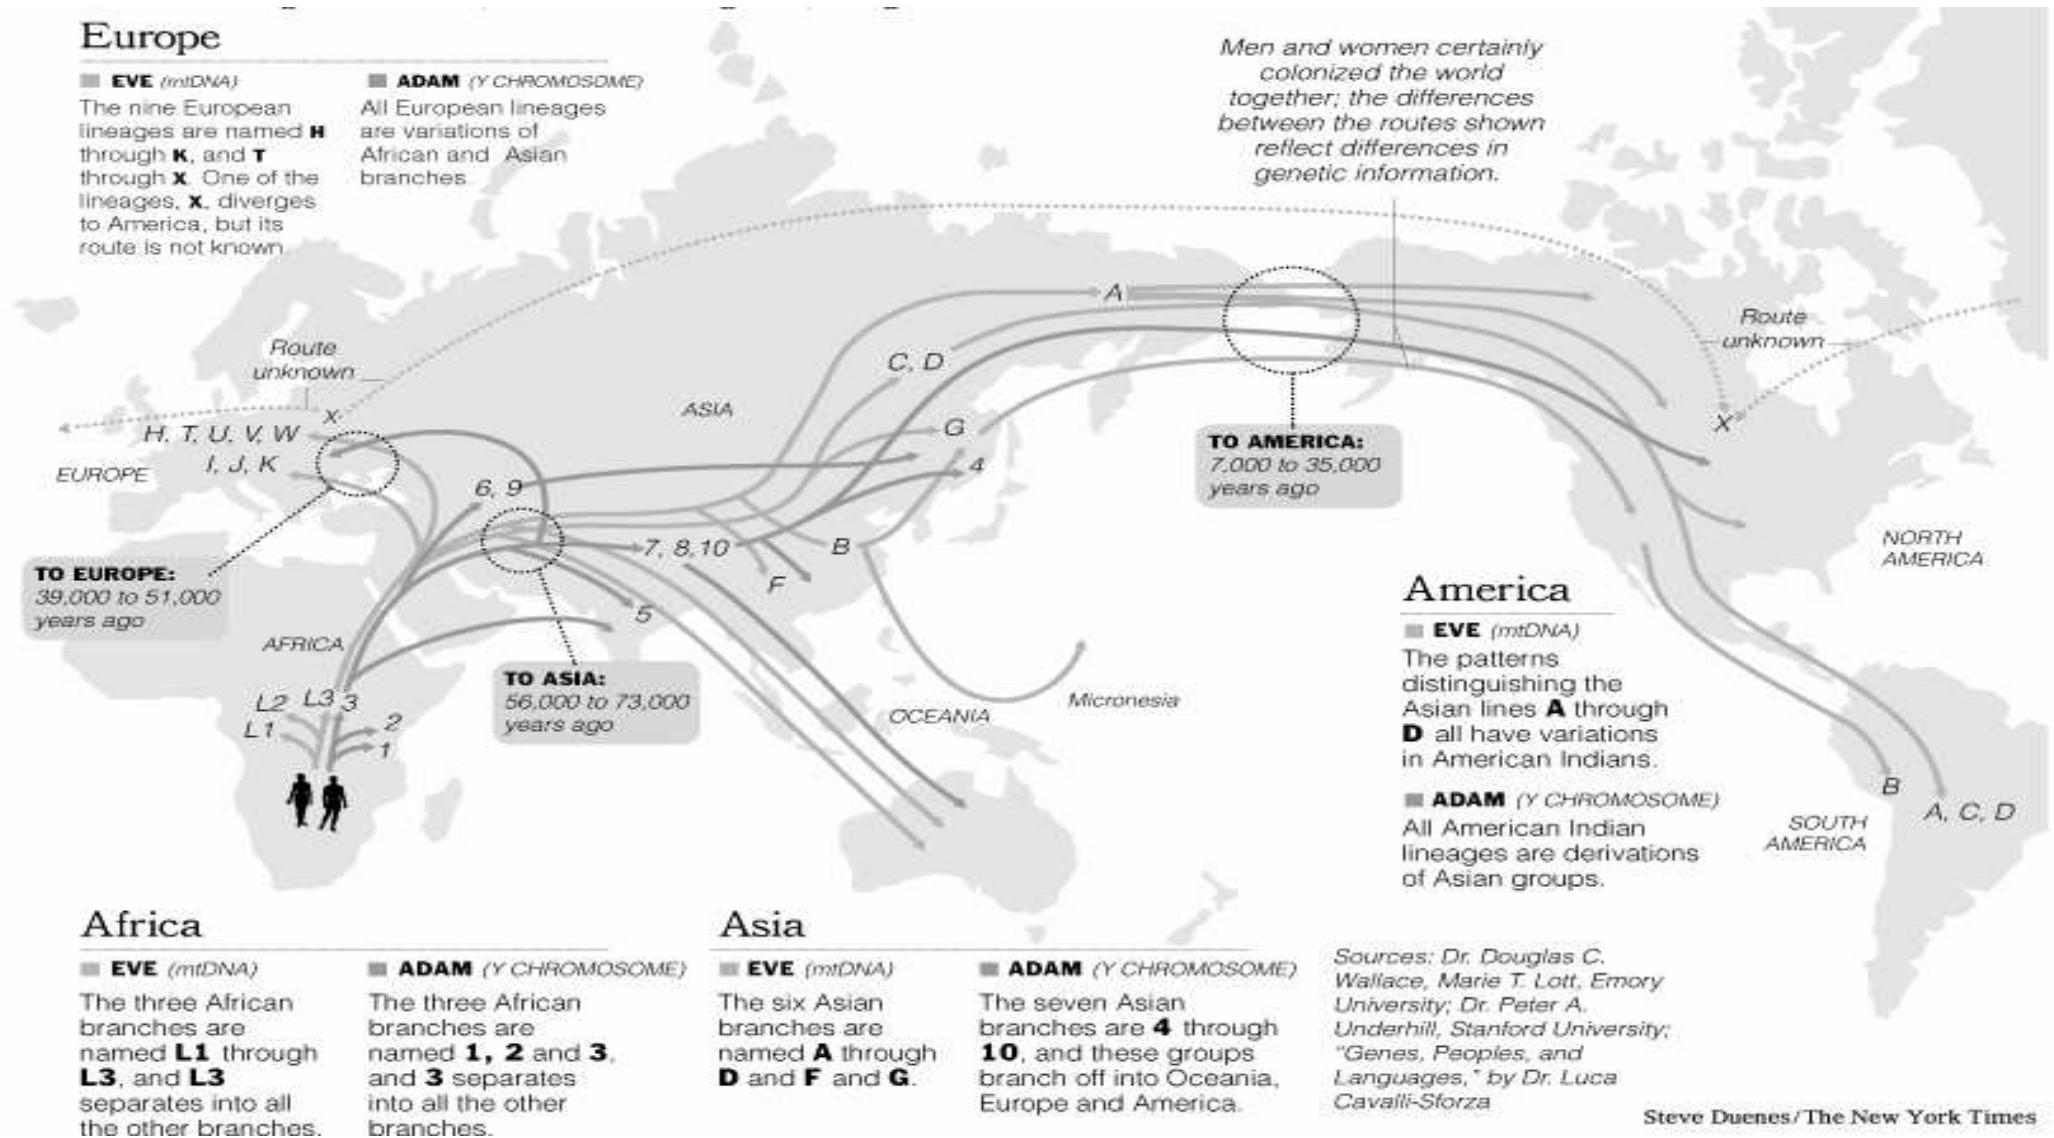 Europe
EVE (mtDNA)
The nine European
lineages are named H
through K, and T
through X. One of the
lineages, X, diverges
to America, but its
route is not known.
ADAM (Y CHROMOSOME)
All European lineages
are variations of
African and Asian
branches.
Men and women certainly
colonized the world
together; the differences
between the routes shown
reflect differences in
genetic information.
Route
unknown
X
H, T, U, V, W
I, J, K
EUROPE
ASIA
6, 9
A
C, D
G
4
7, 8,10
B
F
5
TO EUROPE:
39,000 to 51,000
years ago
AFRICA
TO ASIA:
56,000 to 73,000
years ago
L2
L3
3
L1
2
1
OCEANIA
Micronesia
TO AMERICA:
7,000 to 35,000
years ago
Route
unknown
X
NORTH
AMERICA
B
A, C, D
SOUTH
AMERICA
America
EVE (mtDNA)
The patterns
distinguishing the
Asian lines A through
D all have variations
in American Indians.
ADAM (Y CHROMOSOME)
All American Indian
lineages are derivations
of Asian groups.
Africa
EVE (mtDNA)
The three African
branches are
named L1 through
L3, and L3
separates into all
the other branches.
ADAM (Y CHROMOSOME)
The three African
branches are
named 1, 2 and 3,
and 3 separates
into all the other
branches.
Asia
EVE (mtDNA)
The six Asian
branches are
named A through
D and F and G.
ADAM (Y CHROMOSOME)
The seven Asian
branches are 4 through
10, and these groups
branch off into Oceania,
Europe and America.
Sources: Dr. Douglas C.
Wallace, Marie T. Lott, Emory
University; Dr. Peter A.
Underhill, Stanford University;
"Genes, Peoples, and
Languages," by Dr. Luca
Cavalli-Sforza
Steve Duenes/The New York Times